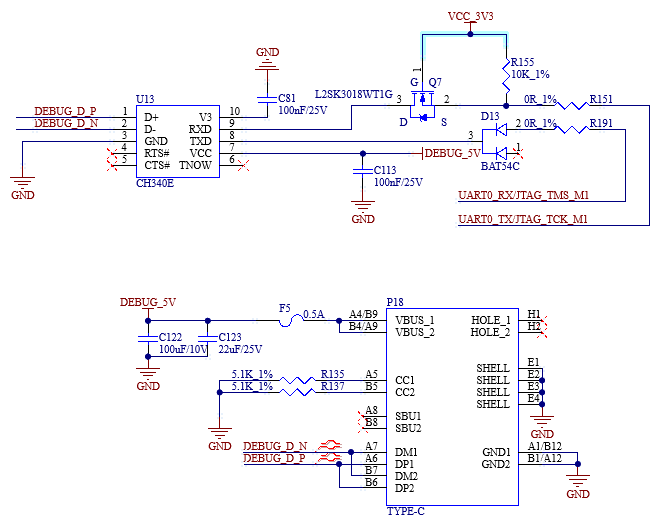 VCC_3V3
GND
C81
100nF/25V
L2SK3018WT1G
1
G
Q7
3
2
D
S
R155
10K_1%
0R_1%
R151
U13
DEBUG_D_P
1
D+
V3
10
DEBUG_D_N
2
D-
RXD
9
3
GND
TXD
8
4
RTS#
VCC
7
5
CTS#
TNOW
6
CH340E
GND
D13
3
2
0R_1%
R191
1
BAT54C
DEBUG_5V
C113
100nF/25V
GND
UART0_RX/JTAG_TMS_M1
UART0_TX/JTAG_TCK_M1
DEBUG_5V
F5
0.5A
C122
100uF/10V
C123
22uF/25V
GND
P18
A4/B9
VBUS_1
HOLE_1
H1
B4/A9
VBUS_2
HOLE_2
H2
SHELL
E1
5.1K_1%
R135
A5
CC1
SHELL
E2
5.1K_1%
R137
B5
CC2
SHELL
E3
SHELL
E4
GND
A8
SBU1
B8
SBU2
GND
DEBUG_D_N
A7
DM1
GND1
A1/B12
DEBUG_D_P
A6
DP1
GND2
B1/A12
B7
DM2
B6
DP2
GND
TYPE-C